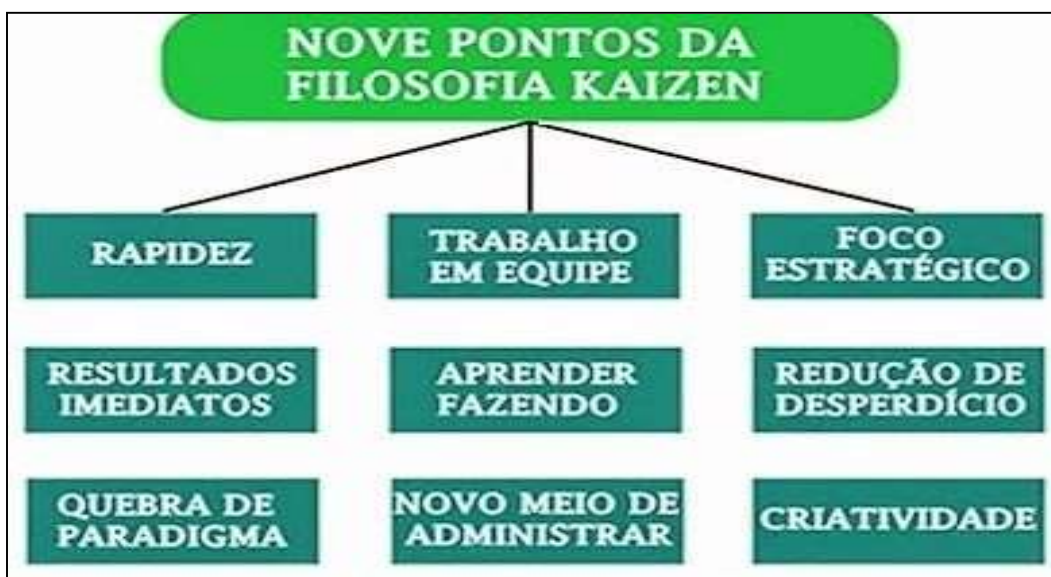 NOVE PONTOS DA
FILOSOFIA KAIZEN
RAPIDEZ
TRABALHO
EM EQUIPE
FOCO
ESTRATÉGICO
RESULTADOS
IMEDIATOS
APRENDER
FAZENDO
REDUÇÃO DE
DESPERDÍCIO
QUEBRA DE
PARADIGMA
NOVO MEIO DE
ADMINISTRAR
CRIATIVIDADE